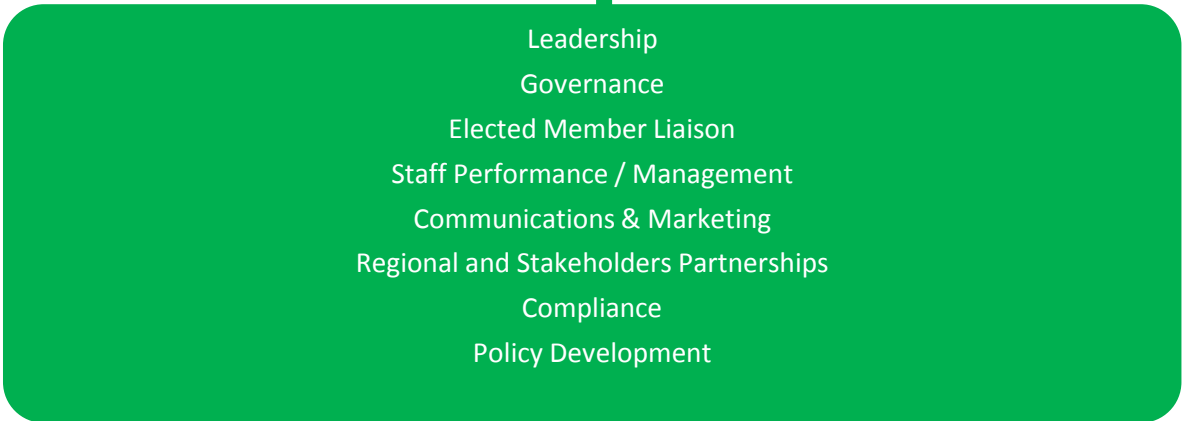 Leadership
Governance
Elected Member Liaison
Staff Performance / Management
Communications & Marketing
Regional and Stakeholders Partnerships
Compliance
Policy Development